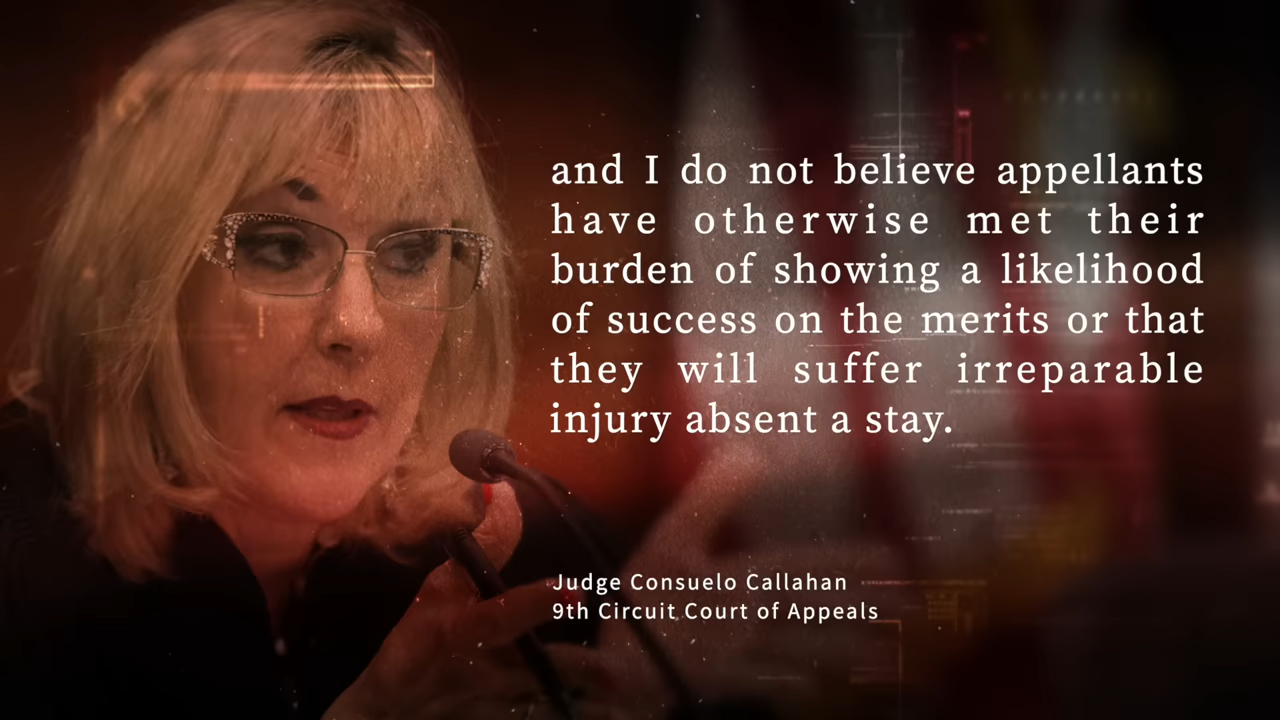 and I do not believe appellants
have otherwise met their
burden of showing a likelihood
of success on the merits or that
they will suffer irreparable
injury absent a stay.
Judge Consuelo Callahan
9th Circuit Court of Appeals